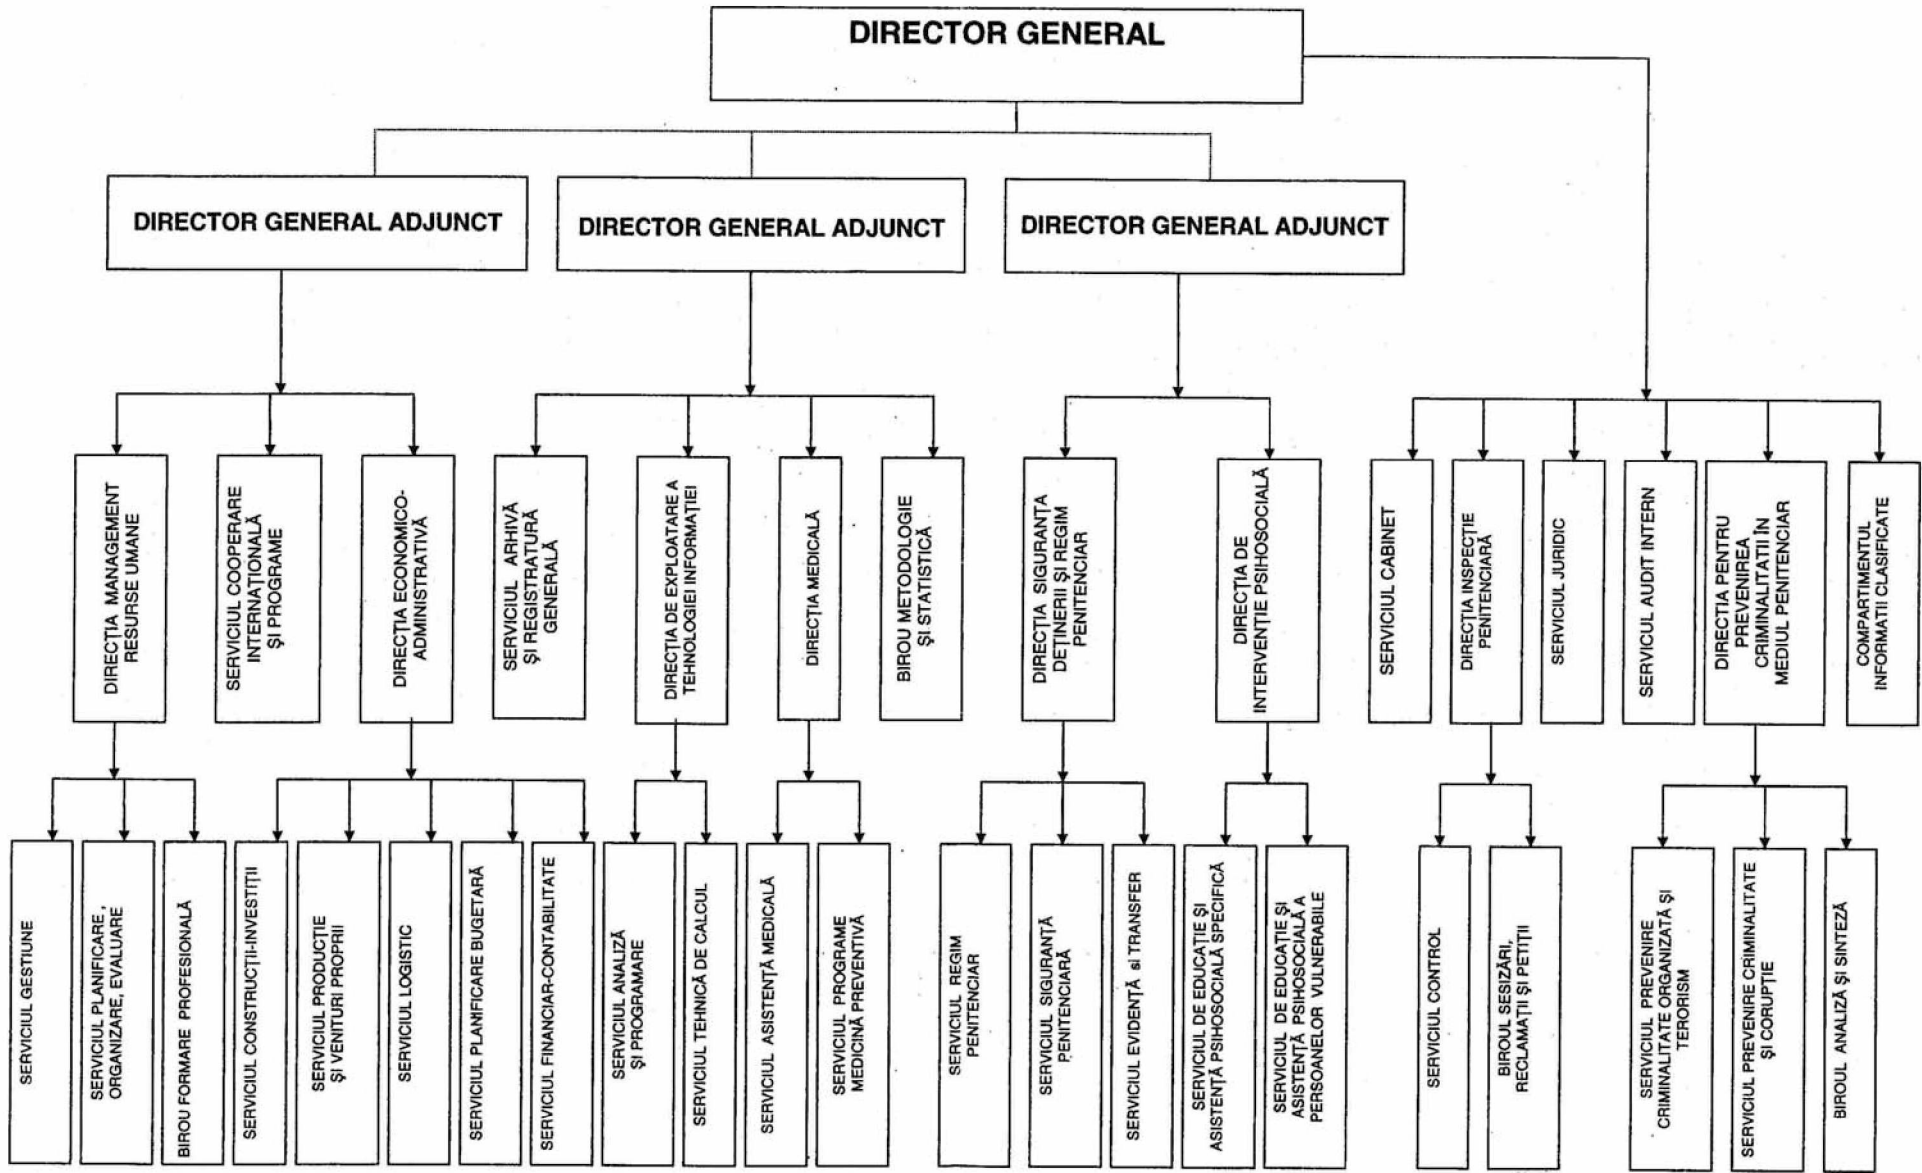 DIRECTOR GENERAL
DIRECTOR GENERAL ADJUNCT
DIRECTOR GENERAL ADJUNCT
DIRECTOR GENERAL ADJUNCT
DIRECȚIA MANAGEMENT
RESURSE UMANE
SERVICIUL COOPERARE
INTERNAȚIONALĂ
ȘI PROGRAME
DIRECȚIA ECONOMICO-
ADMINISTRATIVĂ
SERVICIUL ARHIVĂ
ȘI REGISTRATURĂ
GENERALĂ
DIRECȚIA DE EXPLOATARE A
TEHNOLOGIEI INFORMAȚIEI
DIRECȚIA MEDICALĂ
BIROU METODOLOGIE
ȘI STATISTICĂ
DIRECȚIA SIGURANȚA
DEȚINERII ȘI REGIM
PENITENCIAR
DIRECȚIA DE
INTERVENȚIE PSIHOSOCIALĂ
SERVICIUL CABINET
DIRECȚIA INSPECȚIE
PENITENCIARĂ
SERVICIUL JURIDIC
SERVICUL AUDIT INTERN
DIRECTIA PENTRU
PREVENIREA
CRIMINALITATII ÎN
MEDIUL PENITENCIAR
COMPARTIMENTUL
INFORMATII CLASIFICATE
SERVICIUL GESTIUNE
SERVICIUL PLANIFICARE ,
ORGANIZARE, EVALUARE
BIROU FORMARE PROFESIONALĂ
SERVICIUL CONSTRUCȚII-INVESTIȚII
SERVICIUL PRODUCȚIE
ȘI VENITURI PROPRII
SERVICIUL LOGISTIC
SERVICIUL PLANIFICARE BUGETARĂ
SERVICIUL FINANCIAR-CONTABILITATE
SERVICIUL ANALIZĂ
ȘI PROGRAMARE
SERVICIUL TEHNICĂ DE CALCUL
SERVICIUL ASISTENȚĂ MEDICALĂ
SERVICIUL PROGRAME
MEDICINĂ PREVENTIVĂ
SERVICIUL REGIM
PENITENCIAR
SERVICIUL SIGURANȚĂ
PENITENCIARĂ
SERVICIUL EVIDENȚĂ si TRANSFER
SERVICIUL DE EDUCAȚIE ȘI
ASISTENȚĂ PSIHOSOCIALĂ SPECIFICĂ
SERVICIUL DE EDUCAȚIE ȘI
ASISTENȚĂ PSIHOSOCIALĂ A
PERSOANELOR VULNERABILE
SERVICIUL CONTROL
BIROUL SESIZĂRI,
RECLAMAȚII ȘI PETIȚII
SERVICIUL PREVENIRE
CRIMINALITATE ORGANIZATĂ ȘI
TERORISM
SERVICIUL PREVENIRE CRIMINALITATE
ȘI CORUPȚIE
BIROUL ANALIZĂ ȘI SINTEZĂ